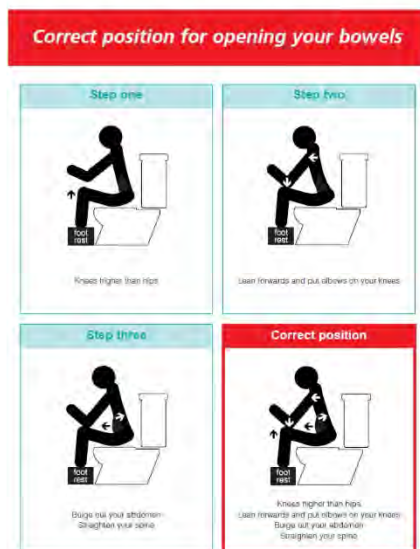 Correct position for opening your bowels
Step one
foot
rest
Knees higher than hips
Step two
foot
rest
Lean forwards and put elbows on your knees
Step three
foot
rest
Bulge out your abdomen
Straighten your spine
Correct position
foot
rest
Knees higher than hips
Lean forwards and put elbows on your knees
Bulge out your abdomen
Straighten your spine